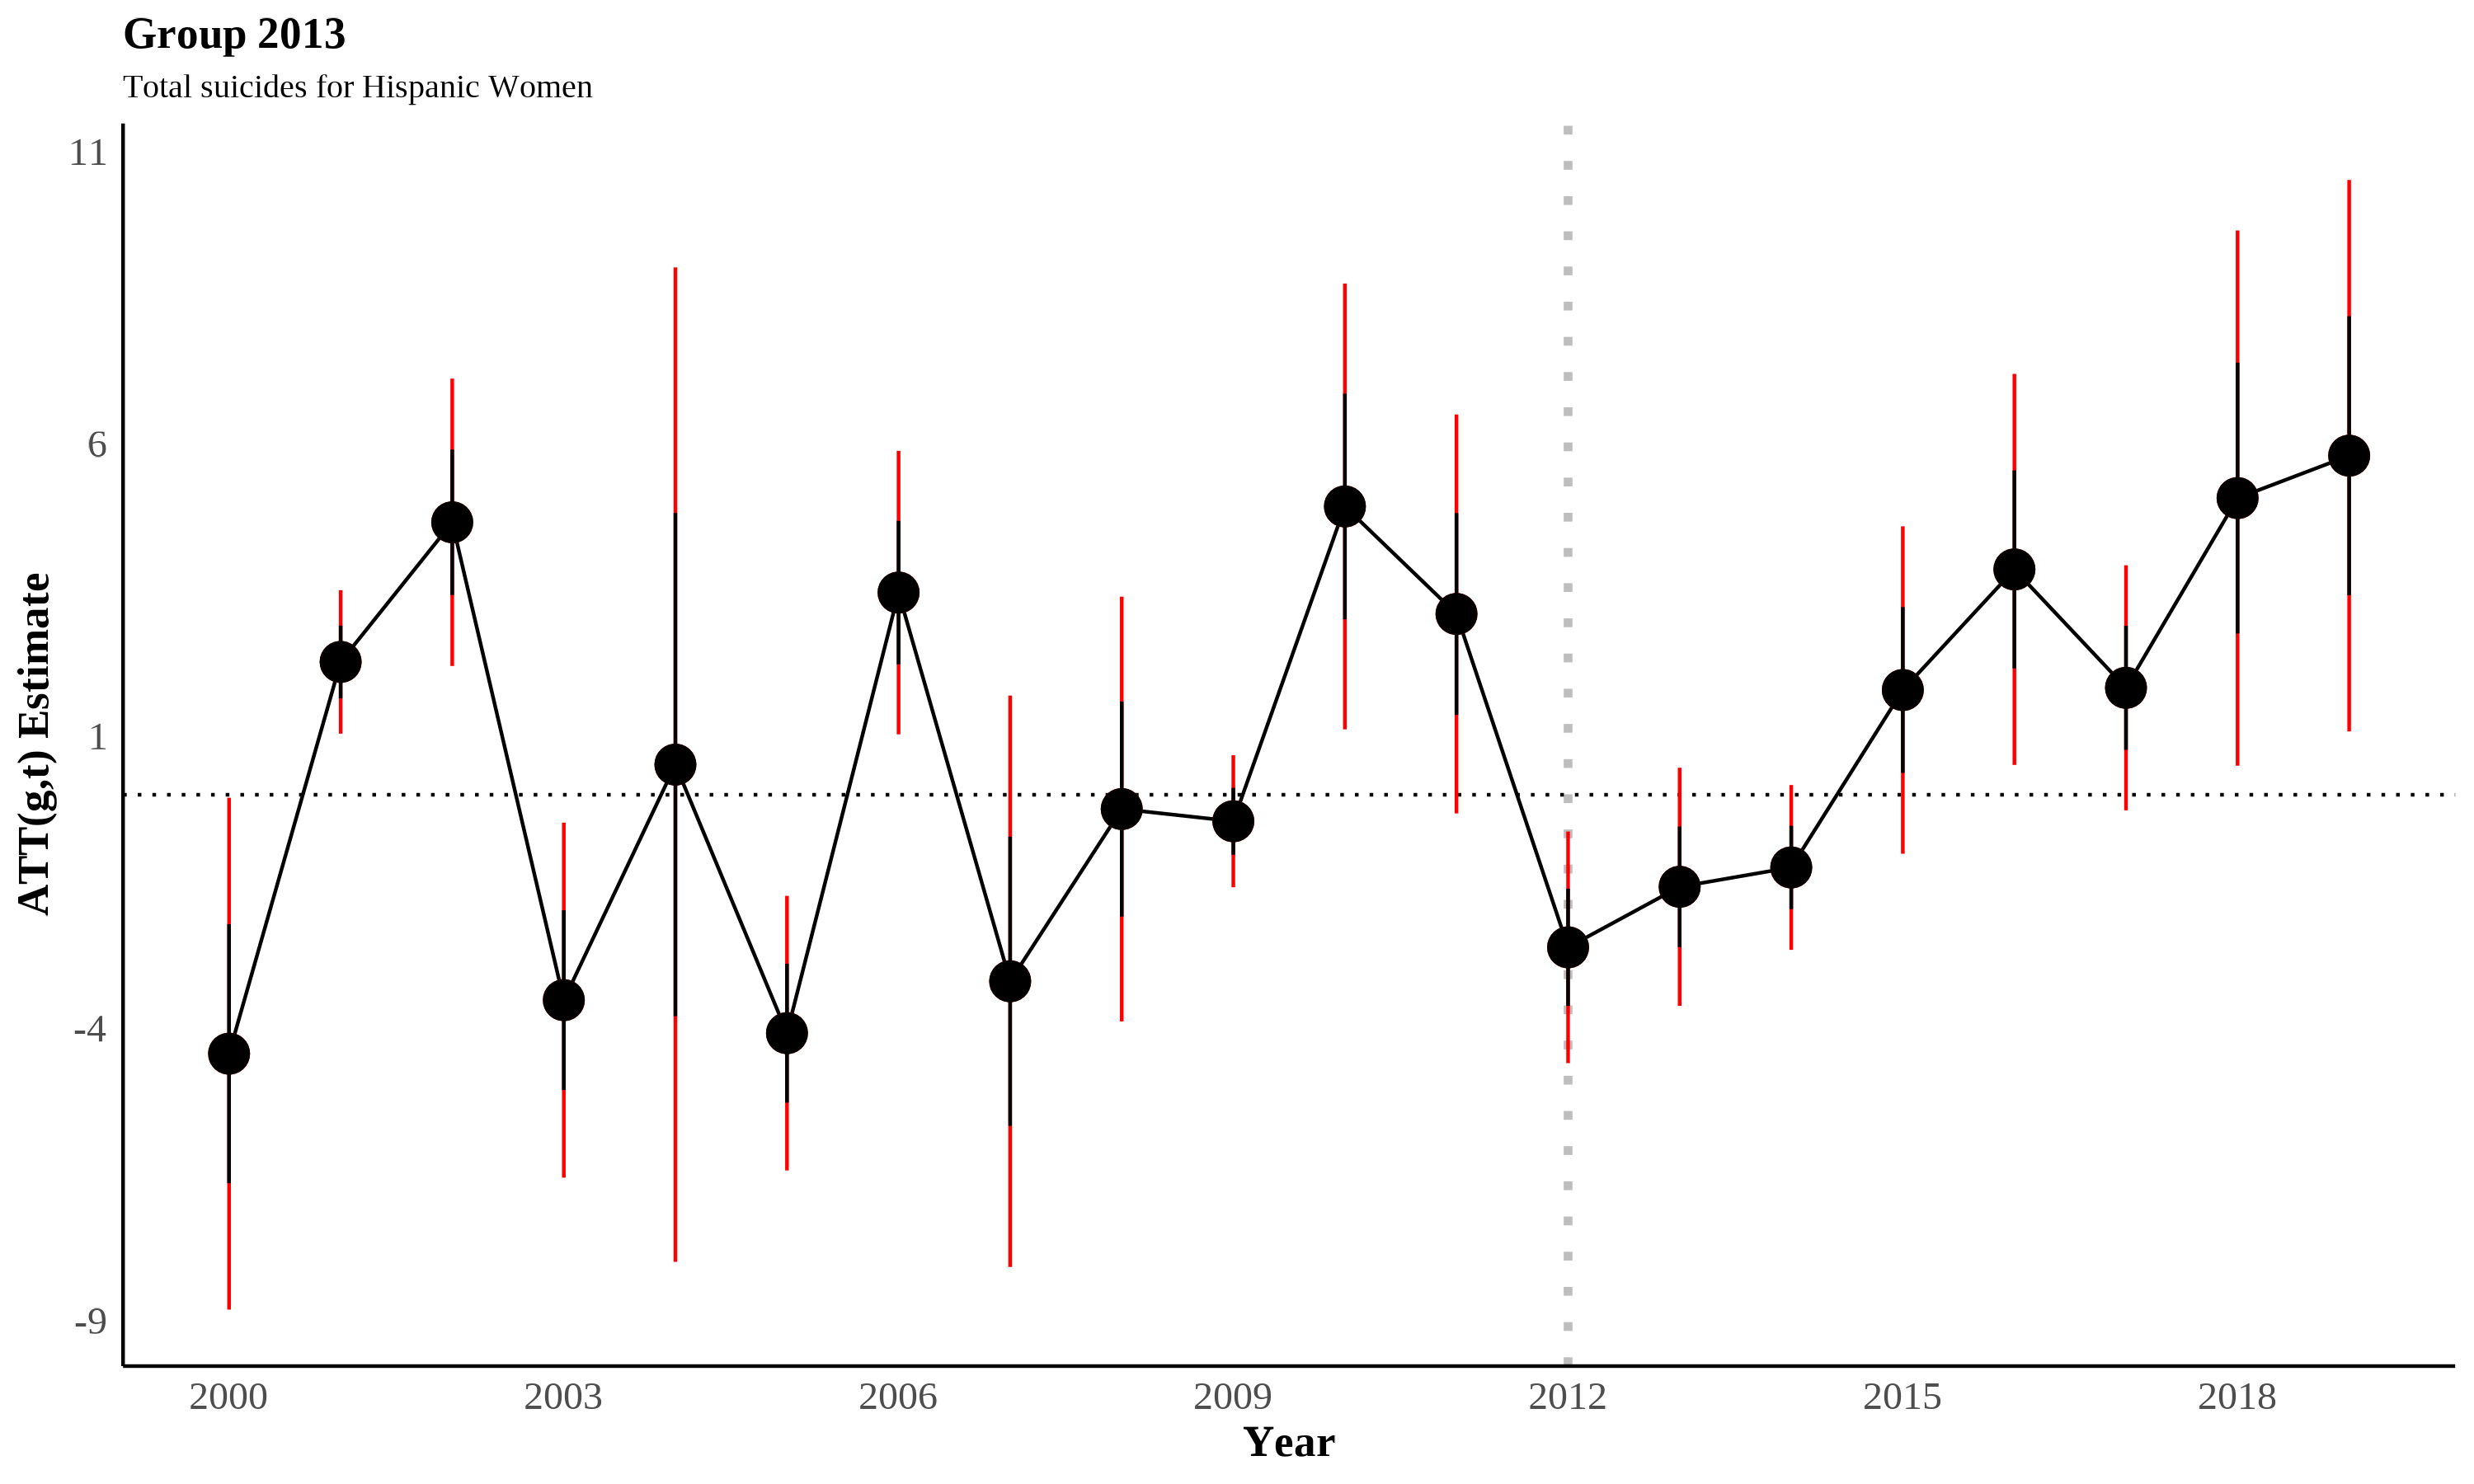 Group 2013
Total suicides for Hispanic Women
11
6
1
-4
-9
ATT(g,t) Estimate
2000 2003 2006 2009 2012 2015 2018
Year